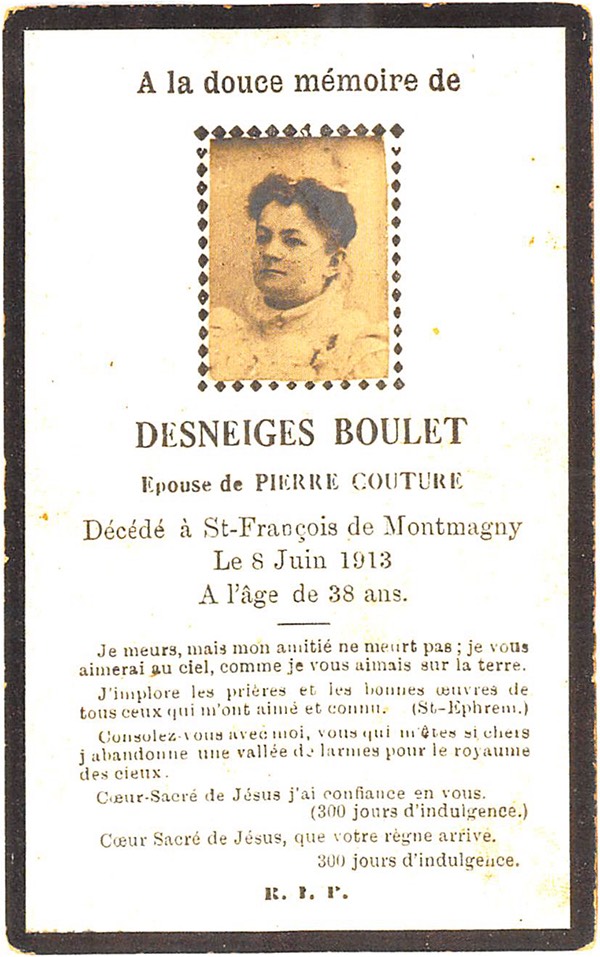 A la douce mémoire de
DESNEIGES BOULET
Epouse de PIERRE COUTURE
Décédé à St-François de Montmagny
Le 8 Juin 1913
A l'âge de 38 ans.
Je meurs, mais mon amitié ne meurt pas ; je vous
aimerai au ciel, comme je vous aimais sur la terre.
J'implore les prières et les bonnes œuvres de
tous ceux qui m'ont aimé et connu. (St-Ephrem.)
Consolez-vous avec moi, vous qui m'êtes si chers
j abandonne une vallée de larmes pour le royaume
des cieux.
Cœur-Sacré de Jésus j'ai confiance en vous.
(300 jours d'indulgence.)
Cœur Sacré de Jésus, que votre règne arrive.
300 jours d'indulgence.
R. I. P.